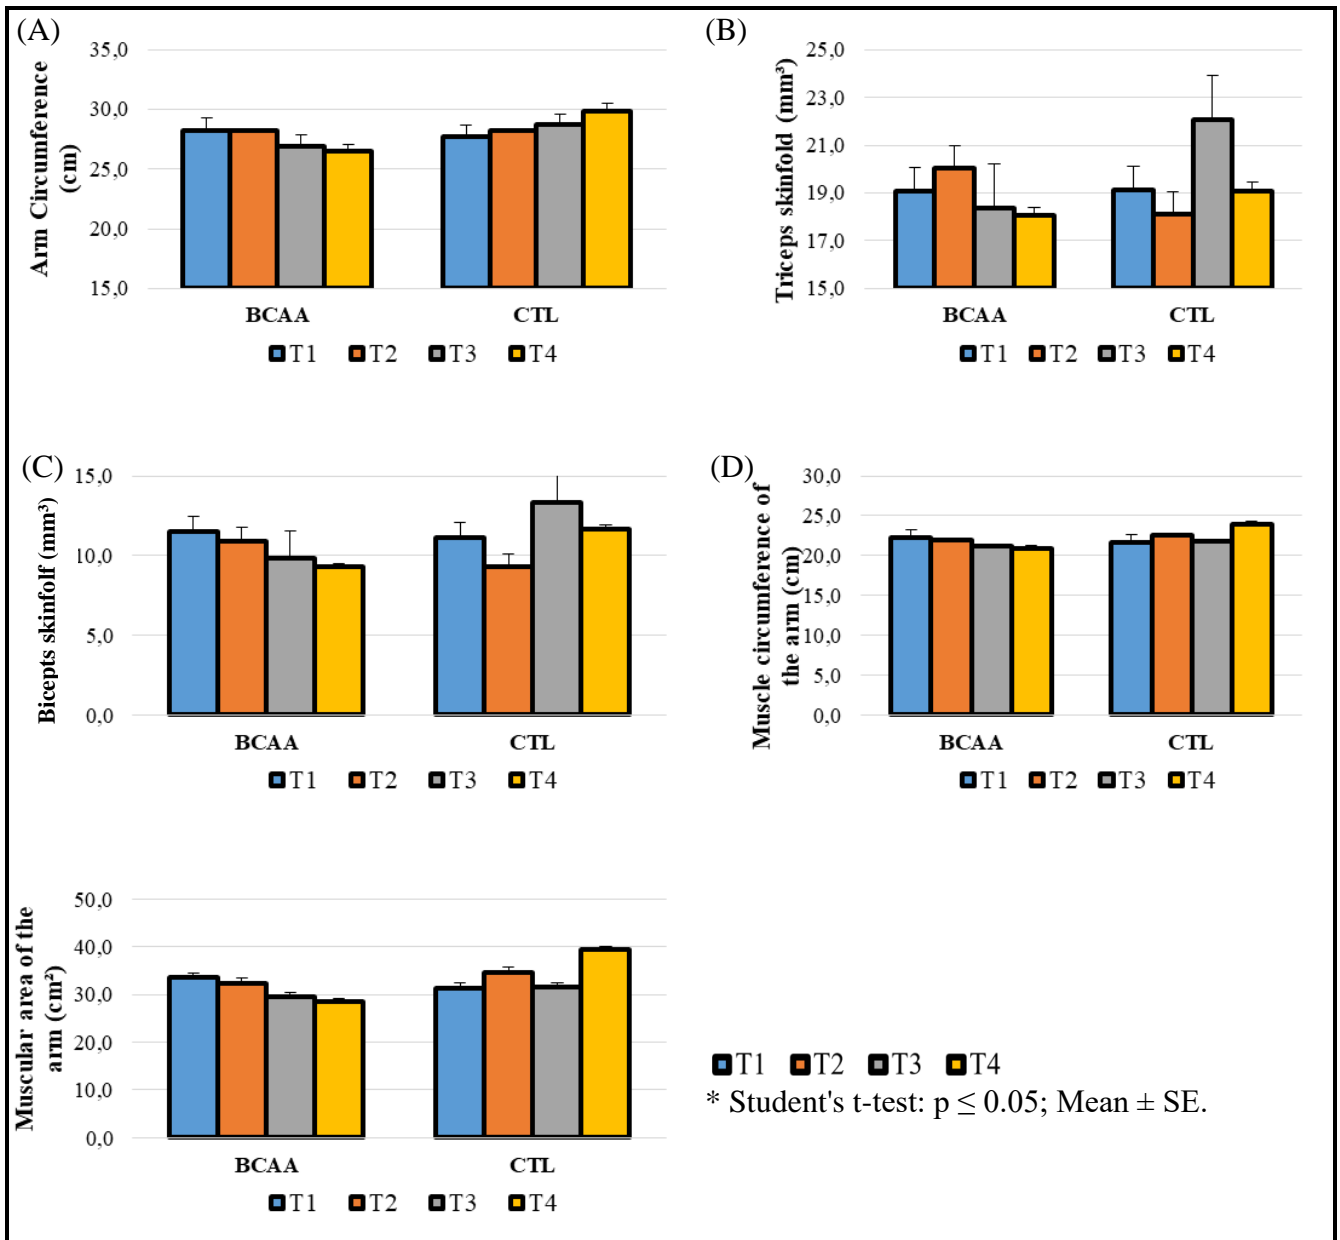 (A)
Arm Circumference
(cm)
35,0
30,0
25,0
20,0
15,0
BCAA CTL
T1 T2 T3 T4
(B)
Triceps skinfold (mm³)
25,0
23,0
21,0
19,0
17,0
15,0
BCAA CTL
T1 T2 T3 T4
(C)
Bicepts skinfolf (mm³)
15,0
10,0
5,0
0,0
BCAA CTL
T1 T2 T3 T4
(D)
Muscle circumference of
the arm (cm)
30,0
25,0
20,0
15,0
10,0
5,0
0,0
BCAA CTL
T1 T2 T3 T4
Muscular area of the
arm (cm²)
50,0
40,0
30,0
20,0
10,0
0,0
BCAA CTL
T1 T2 T3 T4
T1 T2 T3 T4
* Student's t-test: p ≤ 0.05; Mean ± SE.